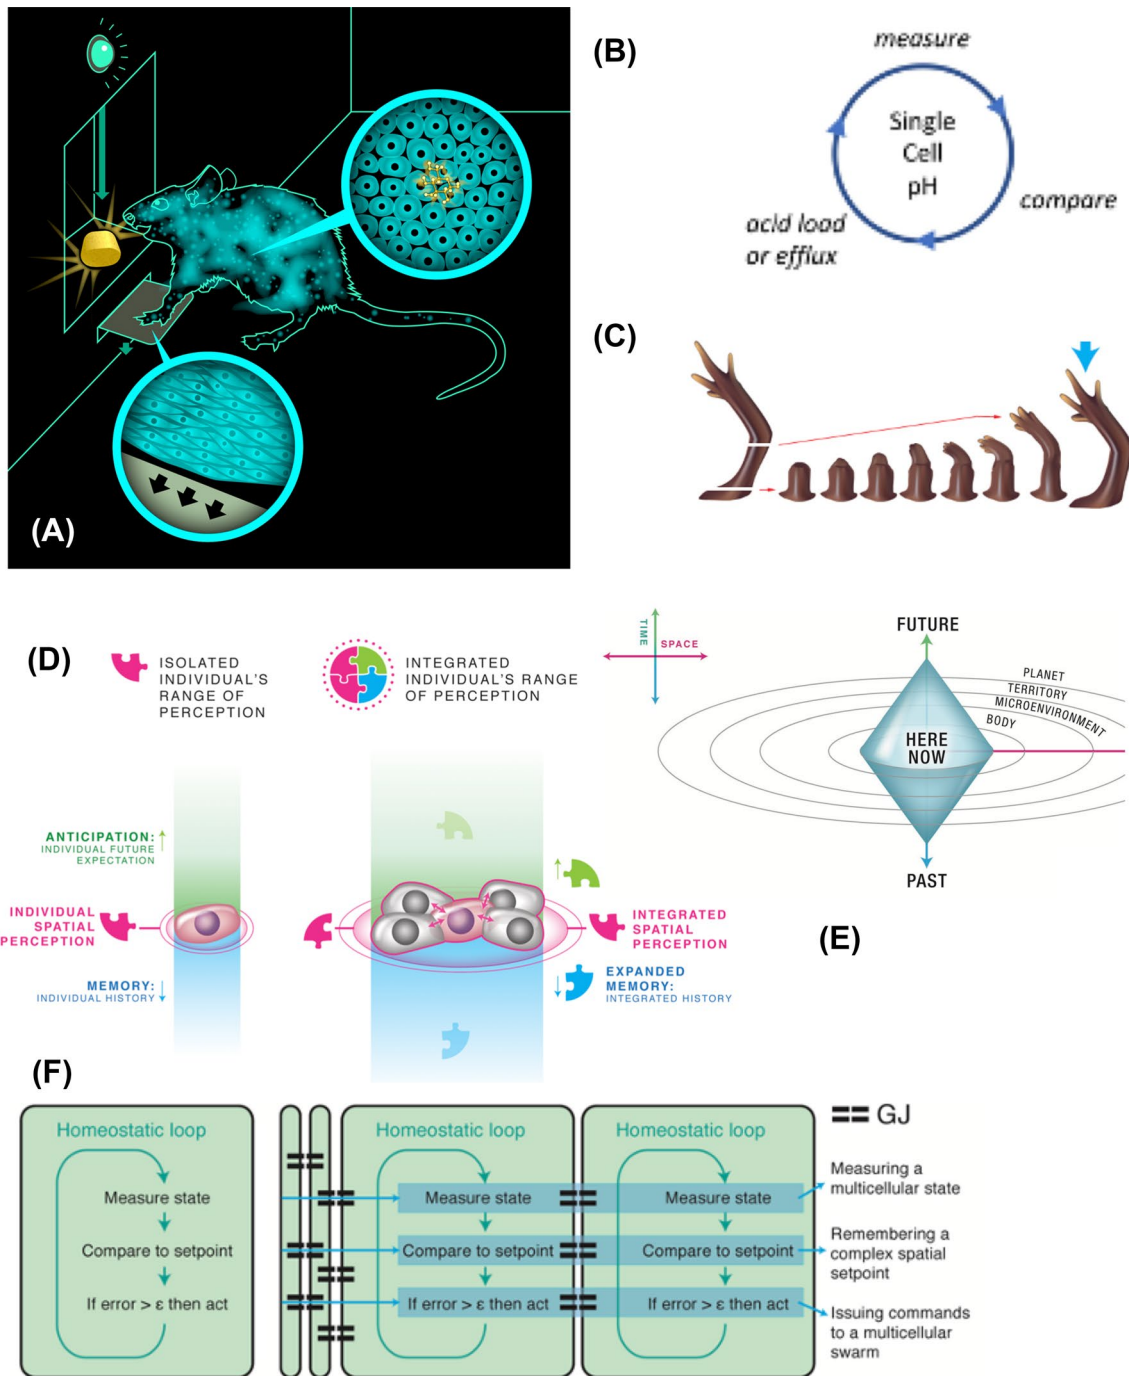 (A)
(B)
measure
Single
Cell
pH
compare
acid load
or efflux
(C)
(D)
ISOLATED
INDIVIDUAL'S
RANGE OF
PERCEPTION
INTEGRATED
INDIVIDUAL'S RANGE
OF PERCEPTION
ANTICIPATION:
INDIVIDUAL FUTURE
EXPECTATION
INDIVIDUAL
SPATIAL
PERCEPTION
MEMORY:
INDIVIDUAL HISTORY
INTEGRATED
SPATIAL
PERCEPTION
EXPANDED
MEMORY:
INTEGRATED HISTORY
TIME
SPACE
FUTURE
PLANET
TERRITORY
MICROENVIRONMENT
BODY
HERE
NOW
PAST
(E)
(F)
Homeostatic loop
Measure state
Compare to setpoint
If error > ε then act
Homeostatic loop
Measure state
Compare to setpoint
If error > ε then act
Homeostatic loop
Measure state
Compare to setpoint
If error > ε then act
GJ
Measuring a
multicellular state
Remembering a
complex spatial
setpoint
Issuing commands
to a multicellular
swarm